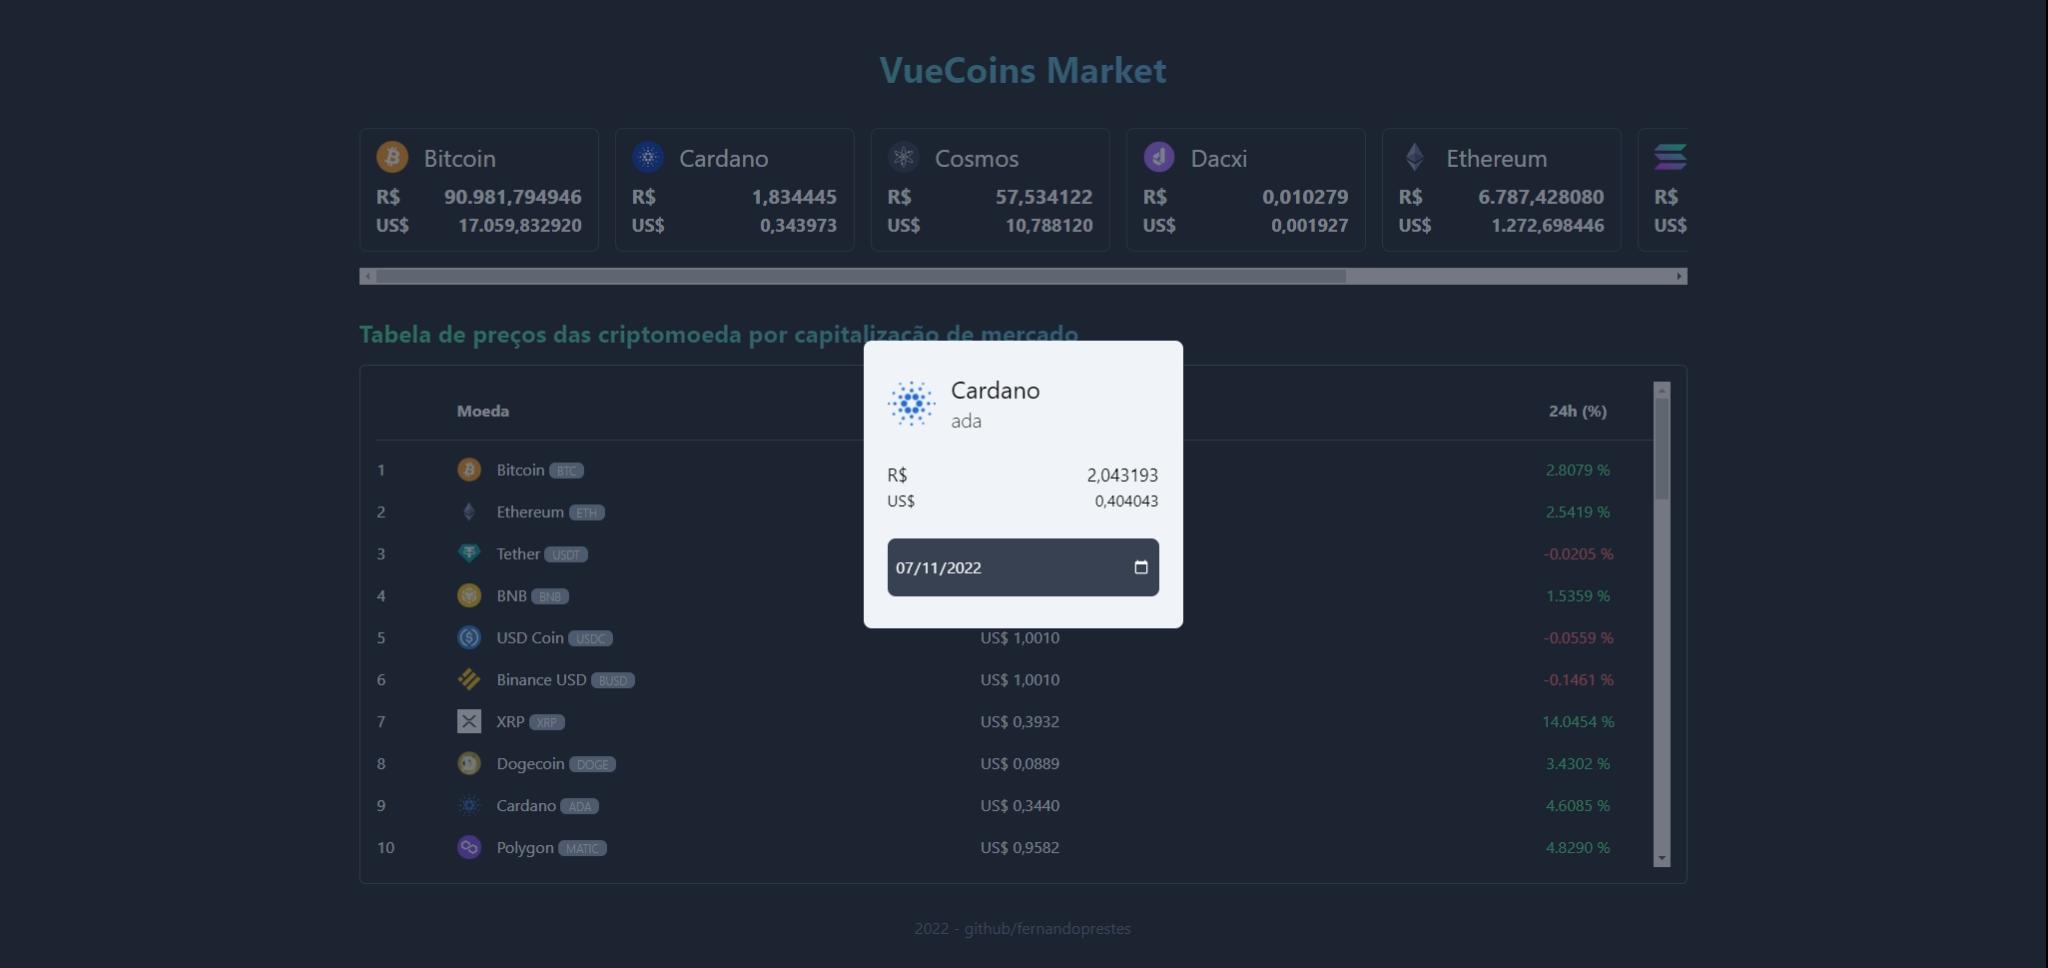 VueCoins Market
Bitcoin
R$ 90.981,794946
US$ 17.059,832920
Cardano
R$ 1,834445
US$ 0,343973
Cosmos
R$ 57,534122
US$ 10,788120
Dacxi
R$ 0,010279
US$ 0,001927
Ethereum
R$ 6.787,428080
US$ 1.272,698446
R$
US$
Tabela de preços das criptomoeda por capitalização de mercado
Moeda 24h (%)
1 Bitcoin BTC 2.8079 %
2 Ethereum ETH 2.5419 %
3 Tether USDT -0.0205 %
4 BNB BNB 1.5359 %
5 USD Coin USDC US$ 1,0010 -0.0559 %
6 Binance USD BUSD US$ 1,0010 -0.1461 %
7 XRP XRP US$ 0,3932 14.0454 %
8 Dogecoin DOGE US$ 0,0889 3.4302 %
9 Cardano ADA US$ 0,3440 4.6085 %
10 Polygon MATIC US$ 0,9582 4.8290 %
Cardano
ada
R$ 2,043193
US$ 0,404043
07/11/2022
2022 - github/fernandoprestes